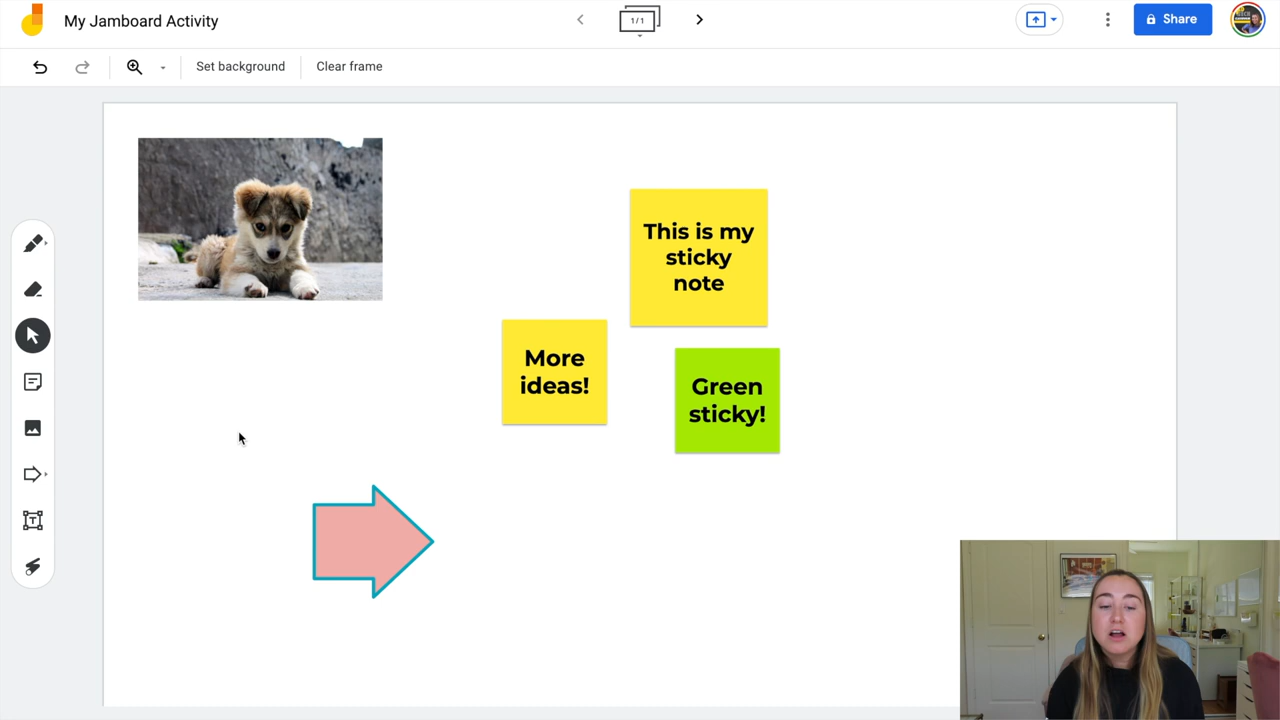 My Jamboard Activity
1 / 1
Share
Set background
Clear frame
This is my
sticky
note
More
ideas!
Green
sticky!
T